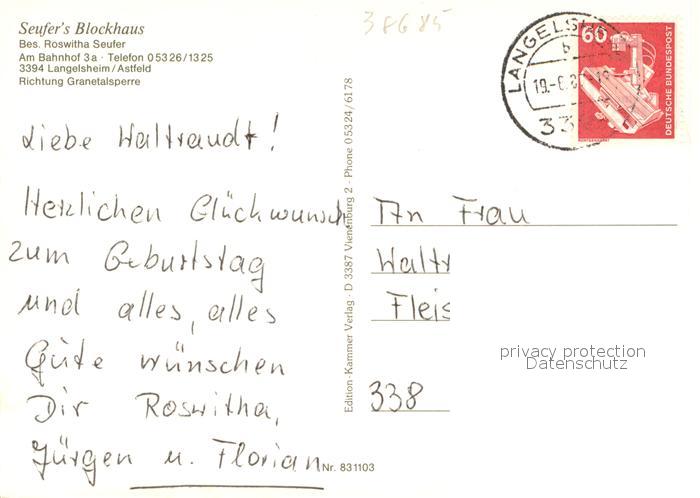 Seufer's Blockhaus
Bes. Roswitha Seufer
Am Bahnhof 3a · Telefon 05326/1325
3394 Langelsheim/Astfeld
Richtung Granetalsperre
Liebe Waltraudt!
Herzlichen Glückwunsch
zum Geburtstag
und alles, alles
Gute wünschen
Dir Roswitha,
Jürgen u. Florian
Nr. 831103
Edition-Kammer Verlag · D 3387 Vienenburg 2 · Phone 05324/6178
38685
LANGELSH
b
19.-6.8
60
DEUTSCHE BUNDESPOST
An Frau
Waltr
Fleis
338
privacy protection
Datenschutz